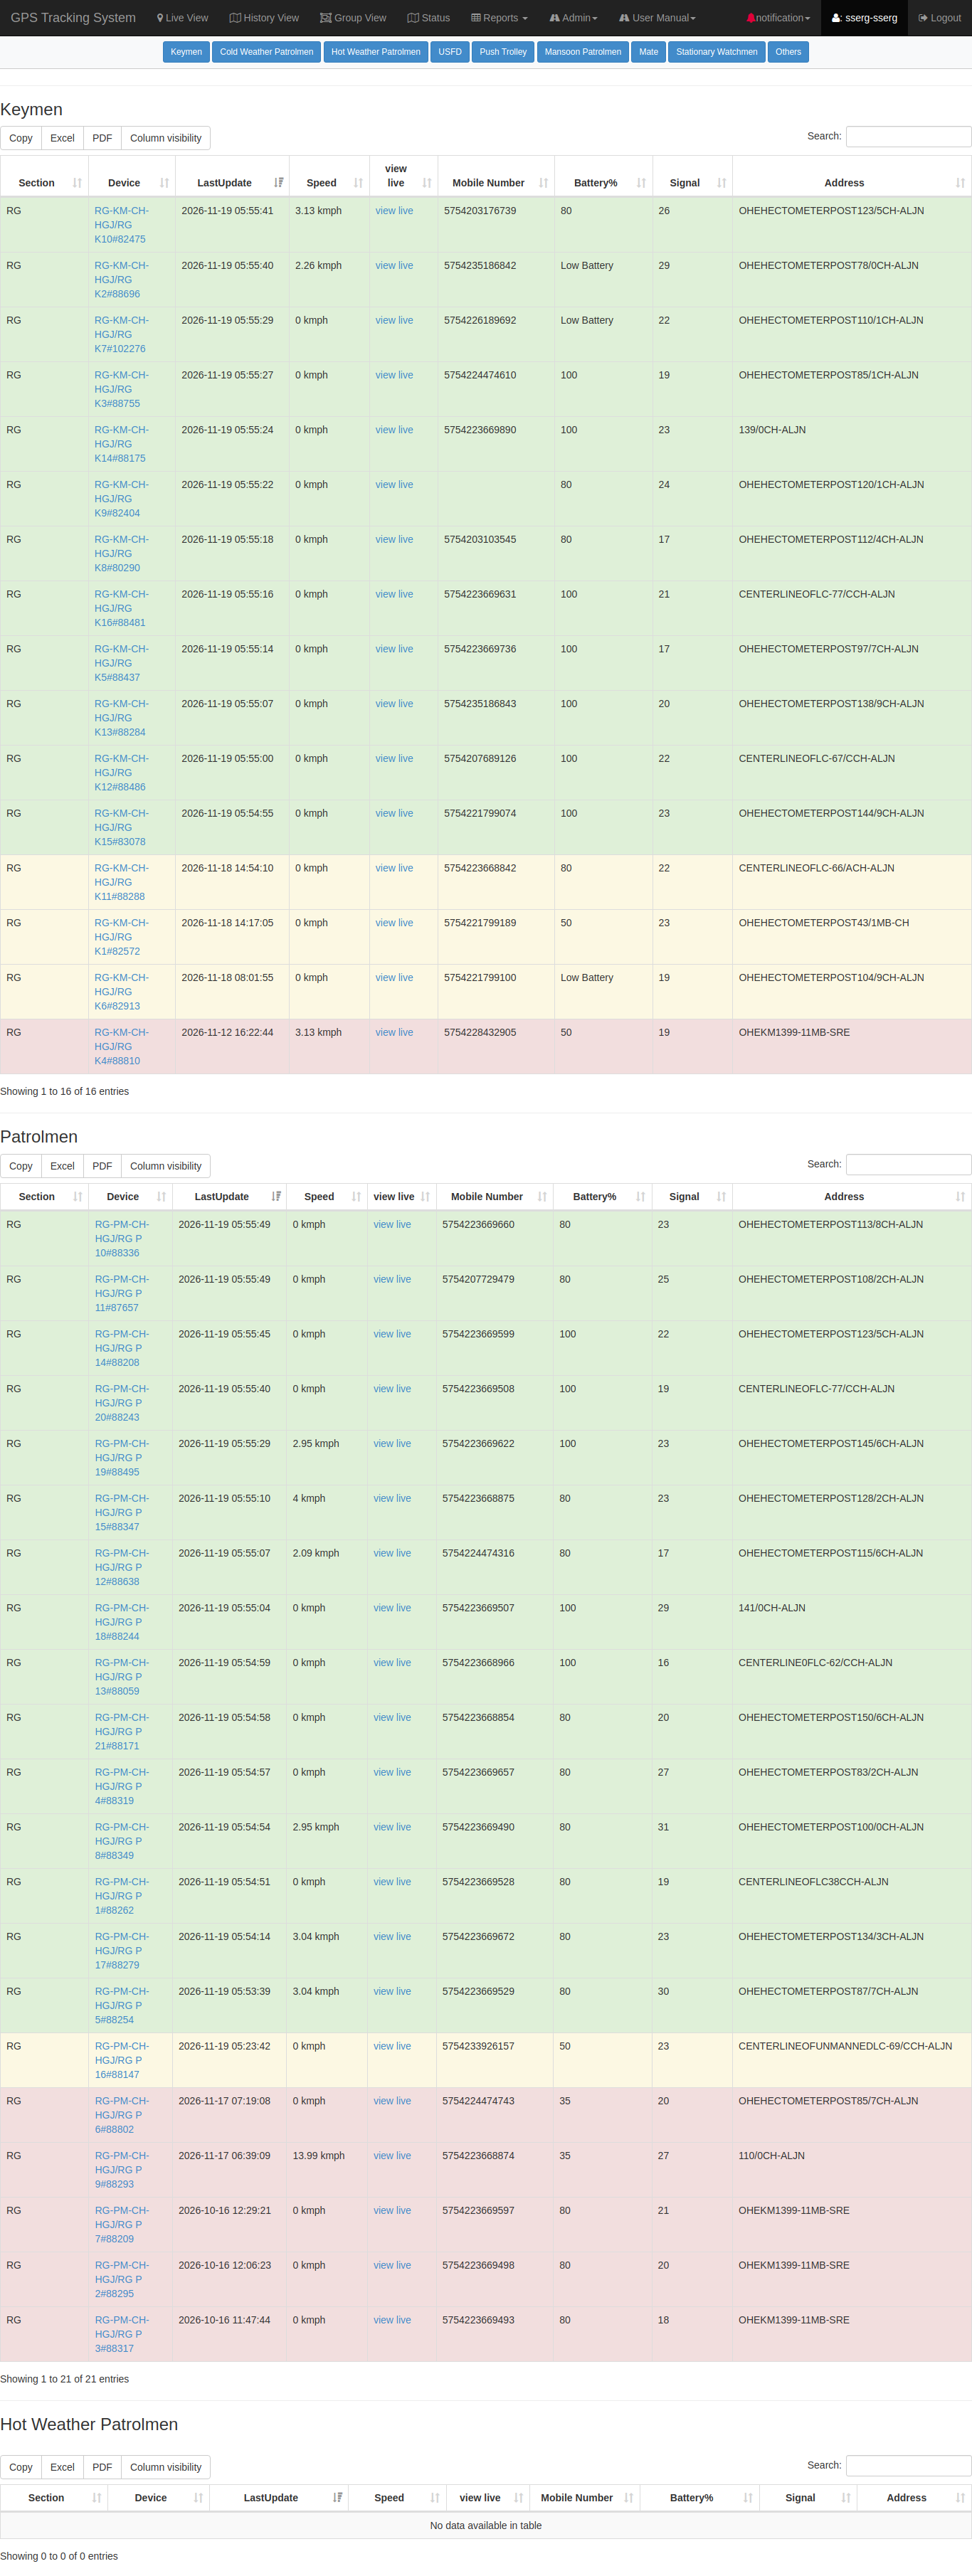 GPS Tracking System Live View History View Group View Status Reports Admin User Manual notification : sserg-sserg Logout
Keymen Cold Weather Patrolmen Hot Weather Patrolmen USFD Push Trolley Mansoon Patrolmen Mate Stationary Watchmen Others
Keymen
Copy Excel PDF Column visibility Search:
view
Section Device LastUpdate Speed live Mobile Number Battery% Signal Address
RG RG-KM-CH- 2026-11-19 05:55:41 3.13 kmph view live 5754203176739 80 26 OHEHECTOMETERPOST123/5CH-ALJN
HGJ/RG
K10#82475
RG RG-KM-CH- 2026-11-19 05:55:40 2.26 kmph view live 5754235186842 Low Battery 29 OHEHECTOMETERPOST78/0CH-ALJN
HGJ/RG
K2#88696
RG RG-KM-CH- 2026-11-19 05:55:29 0 kmph view live 5754226189692 Low Battery 22 OHEHECTOMETERPOST110/1CH-ALJN
HGJ/RG
K7#102276
RG RG-KM-CH- 2026-11-19 05:55:27 0 kmph view live 5754224474610 100 19 OHEHECTOMETERPOST85/1CH-ALJN
HGJ/RG
K3#88755
RG RG-KM-CH- 2026-11-19 05:55:24 0 kmph view live 5754223669890 100 23 139/0CH-ALJN
HGJ/RG
K14#88175
RG RG-KM-CH- 2026-11-19 05:55:22 0 kmph view live 80 24 OHEHECTOMETERPOST120/1CH-ALJN
HGJ/RG
K9#82404
RG RG-KM-CH- 2026-11-19 05:55:18 0 kmph view live 5754203103545 80 17 OHEHECTOMETERPOST112/4CH-ALJN
HGJ/RG
K8#80290
RG RG-KM-CH- 2026-11-19 05:55:16 0 kmph view live 5754223669631 100 21 CENTERLINEOFLC-77/CCH-ALJN
HGJ/RG
K16#88481
RG RG-KM-CH- 2026-11-19 05:55:14 0 kmph view live 5754223669736 100 17 OHEHECTOMETERPOST97/7CH-ALJN
HGJ/RG
K5#88437
RG RG-KM-CH- 2026-11-19 05:55:07 0 kmph view live 5754235186843 100 20 OHEHECTOMETERPOST138/9CH-ALJN
HGJ/RG
K13#88284
RG RG-KM-CH- 2026-11-19 05:55:00 0 kmph view live 5754207689126 100 22 CENTERLINEOFLC-67/CCH-ALJN
HGJ/RG
K12#88486
RG RG-KM-CH- 2026-11-19 05:54:55 0 kmph view live 5754221799074 100 23 OHEHECTOMETERPOST144/9CH-ALJN
HGJ/RG
K15#83078
RG RG-KM-CH- 2026-11-18 14:54:10 0 kmph view live 5754223668842 80 22 CENTERLINEOFLC-66/ACH-ALJN
HGJ/RG
K11#88288
RG RG-KM-CH- 2026-11-18 14:17:05 0 kmph view live 5754221799189 50 23 OHEHECTOMETERPOST43/1MB-CH
HGJ/RG
K1#82572
RG RG-KM-CH- 2026-11-18 08:01:55 0 kmph view live 5754221799100 Low Battery 19 OHEHECTOMETERPOST104/9CH-ALJN
HGJ/RG
K6#82913
RG RG-KM-CH- 2026-11-12 16:22:44 3.13 kmph view live 5754228432905 50 19 OHEKM1399-11MB-SRE
HGJ/RG
K4#88810
Showing 1 to 16 of 16 entries
Patrolmen
Copy Excel PDF Column visibility Search:
Section Device LastUpdate Speed view live Mobile Number Battery% Signal Address
RG RG-PM-CH- 2026-11-19 05:55:49 0 kmph view live 5754223669660 80 23 OHEHECTOMETERPOST113/8CH-ALJN
HGJ/RG P
10#88336
RG RG-PM-CH- 2026-11-19 05:55:49 0 kmph view live 5754207729479 80 25 OHEHECTOMETERPOST108/2CH-ALJN
HGJ/RG P
11#87657
RG RG-PM-CH- 2026-11-19 05:55:45 0 kmph view live 5754223669599 100 22 OHEHECTOMETERPOST123/5CH-ALJN
HGJ/RG P
14#88208
RG RG-PM-CH- 2026-11-19 05:55:40 0 kmph view live 5754223669508 100 19 CENTERLINEOFLC-77/CCH-ALJN
HGJ/RG P
20#88243
RG RG-PM-CH- 2026-11-19 05:55:29 2.95 kmph view live 5754223669622 100 23 OHEHECTOMETERPOST145/6CH-ALJN
HGJ/RG P
19#88495
RG RG-PM-CH- 2026-11-19 05:55:10 4 kmph view live 5754223668875 80 23 OHEHECTOMETERPOST128/2CH-ALJN
HGJ/RG P
15#88347
RG RG-PM-CH- 2026-11-19 05:55:07 2.09 kmph view live 5754224474316 80 17 OHEHECTOMETERPOST115/6CH-ALJN
HGJ/RG P
12#88638
RG RG-PM-CH- 2026-11-19 05:55:04 0 kmph view live 5754223669507 100 29 141/0CH-ALJN
HGJ/RG P
18#88244
RG RG-PM-CH- 2026-11-19 05:54:59 0 kmph view live 5754223668966 100 16 CENTERLINE0FLC-62/CCH-ALJN
HGJ/RG P
13#88059
RG RG-PM-CH- 2026-11-19 05:54:58 0 kmph view live 5754223668854 80 20 OHEHECTOMETERPOST150/6CH-ALJN
HGJ/RG P
21#88171
RG RG-PM-CH- 2026-11-19 05:54:57 0 kmph view live 5754223669657 80 27 OHEHECTOMETERPOST83/2CH-ALJN
HGJ/RG P
4#88319
RG RG-PM-CH- 2026-11-19 05:54:54 2.95 kmph view live 5754223669490 80 31 OHEHECTOMETERPOST100/0CH-ALJN
HGJ/RG P
8#88349
RG RG-PM-CH- 2026-11-19 05:54:51 0 kmph view live 5754223669528 80 19 CENTERLINEOFLC38CCH-ALJN
HGJ/RG P
1#88262
RG RG-PM-CH- 2026-11-19 05:54:14 3.04 kmph view live 5754223669672 80 23 OHEHECTOMETERPOST134/3CH-ALJN
HGJ/RG P
17#88279
RG RG-PM-CH- 2026-11-19 05:53:39 3.04 kmph view live 5754223669529 80 30 OHEHECTOMETERPOST87/7CH-ALJN
HGJ/RG P
5#88254
RG RG-PM-CH- 2026-11-19 05:23:42 0 kmph view live 5754233926157 50 23 CENTERLINEOFUNMANNEDLC-69/CCH-ALJN
HGJ/RG P
16#88147
RG RG-PM-CH- 2026-11-17 07:19:08 0 kmph view live 5754224474743 35 20 OHEHECTOMETERPOST85/7CH-ALJN
HGJ/RG P
6#88802
RG RG-PM-CH- 2026-11-17 06:39:09 13.99 kmph view live 5754223668874 35 27 110/0CH-ALJN
HGJ/RG P
9#88293
RG RG-PM-CH- 2026-10-16 12:29:21 0 kmph view live 5754223669597 80 21 OHEKM1399-11MB-SRE
HGJ/RG P
7#88209
RG RG-PM-CH- 2026-10-16 12:06:23 0 kmph view live 5754223669498 80 20 OHEKM1399-11MB-SRE
HGJ/RG P
2#88295
RG RG-PM-CH- 2026-10-16 11:47:44 0 kmph view live 5754223669493 80 18 OHEKM1399-11MB-SRE
HGJ/RG P
3#88317
Showing 1 to 21 of 21 entries
Hot Weather Patrolmen
Copy Excel PDF Column visibility Search:
Section Device LastUpdate Speed view live Mobile Number Battery% Signal Address
No data available in table
Showing 0 to 0 of 0 entries